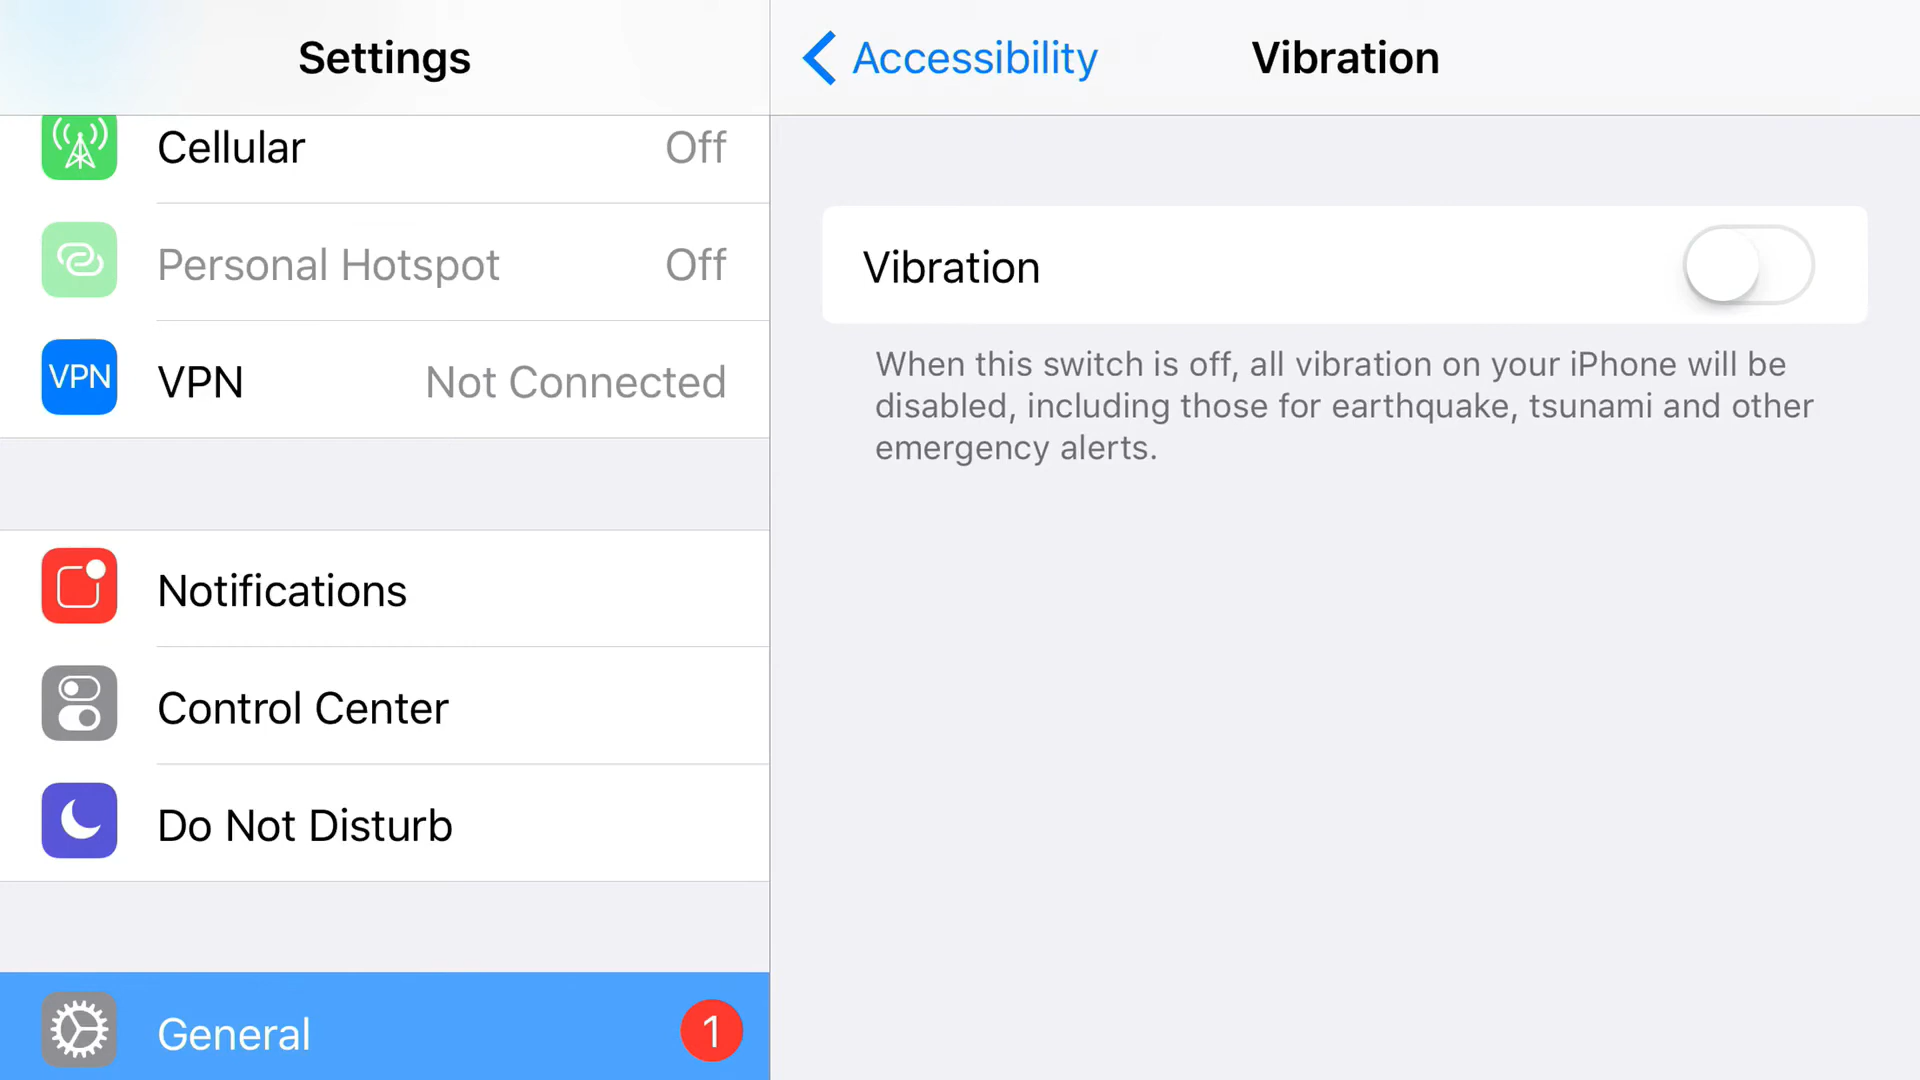 Settings
Cellular Off
Personal Hotspot Off
VPN VPN Not Connected
Notifications
Control Center
Do Not Disturb
General 1
Accessibility Vibration
Vibration
When this switch is off, all vibration on your iPhone will be
disabled, including those for earthquake, tsunami and other
emergency alerts.